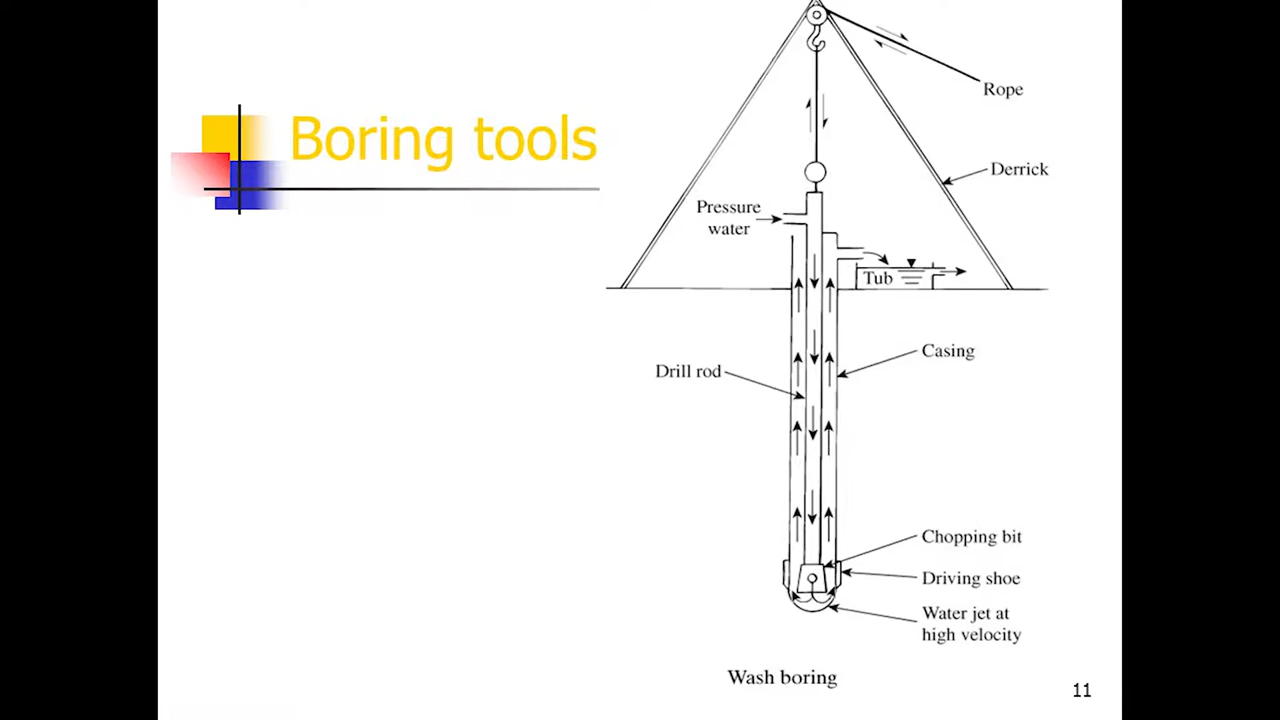 Boring tools
Rope
Derrick
Pressure
water
Tub
Casing
Drill rod
Chopping bit
Driving shoe
Water jet at
high velocity
Wash boring
11